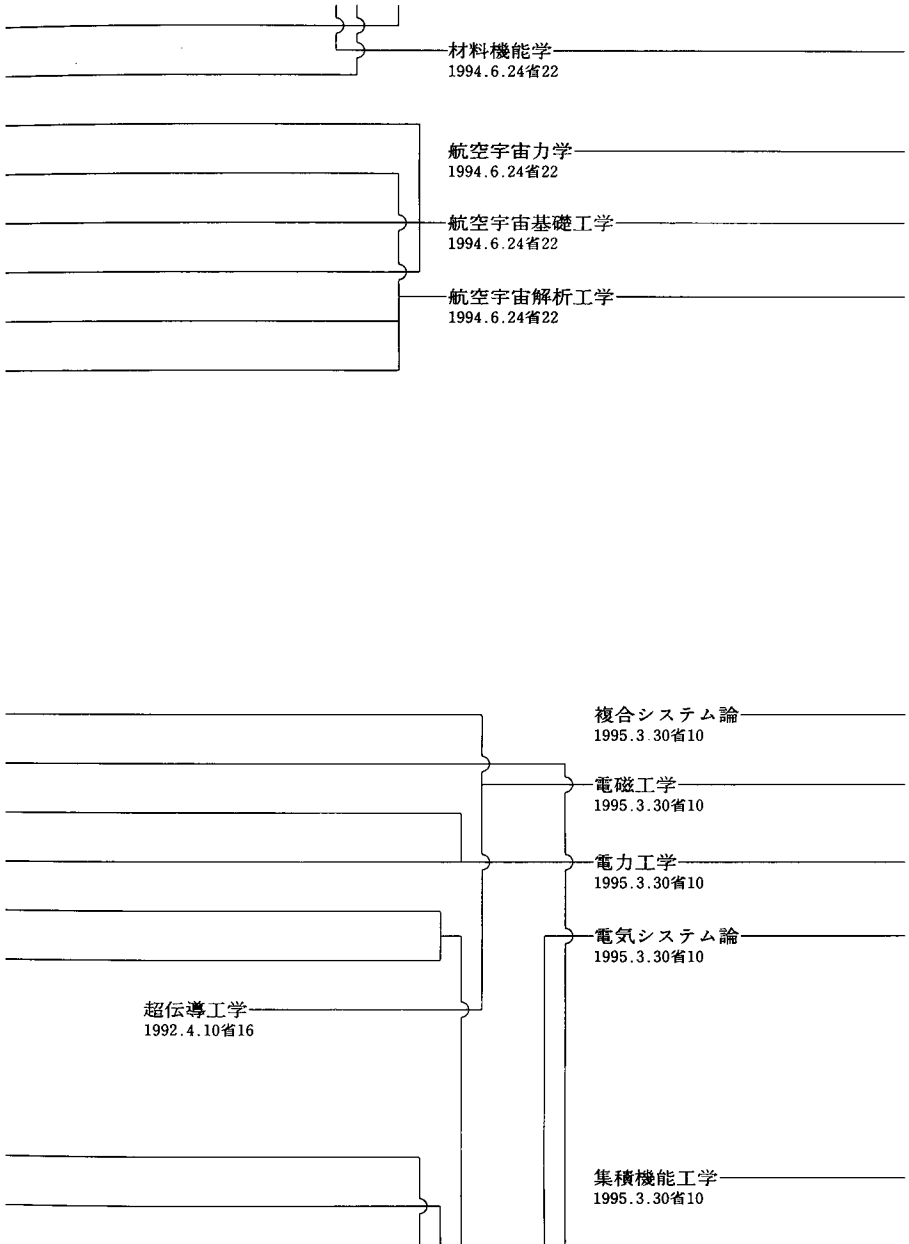 材料機能学
1994.6.24省22
航空宇宙力学
1994.6.24省22
航空宇宙基礎工学
1994.6.24省22
航空宇宙解析工学
1994.6.24省22
複合システム論
1995.3.30省10
電磁工学
1995.3.30省10
電力工学
1995.3.30省10
電気システム論
1995.3.30省10
超伝導工学
1992.4.10省16
集積機能工学
1995.3.30省10